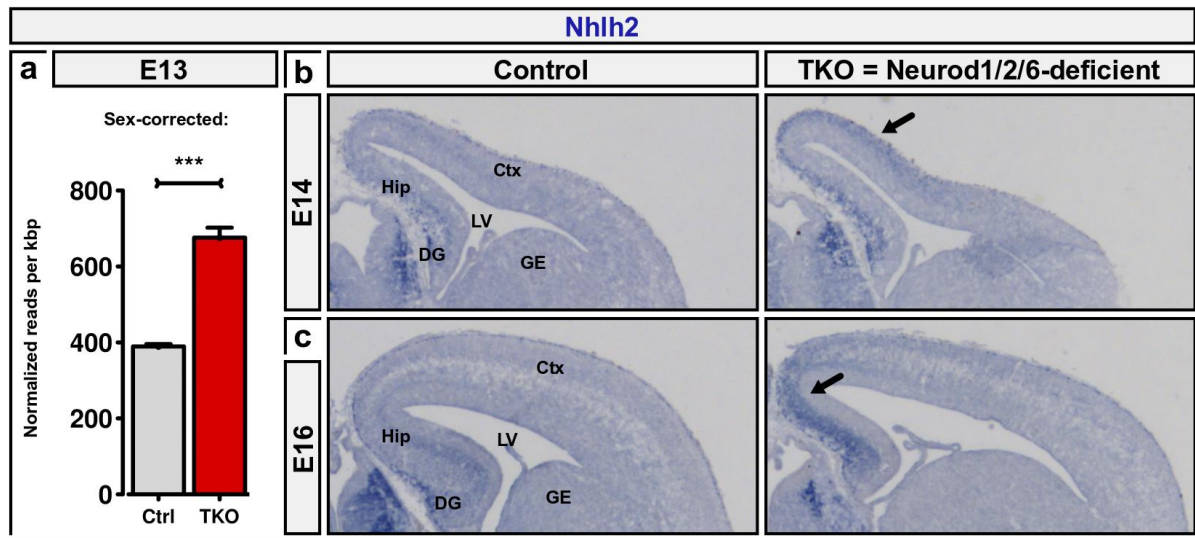 Nhlh2
a
E13
Sex-corrected:
***
Normalized reads per kbp
800
600
400
200
0
Ctrl
TKO
b
Control
TKO = Neurod1/2/6-deficient
E14
Hip
Ctx
LV
DG
GE
c
E16
Ctx
Hip
LV
DG
GE